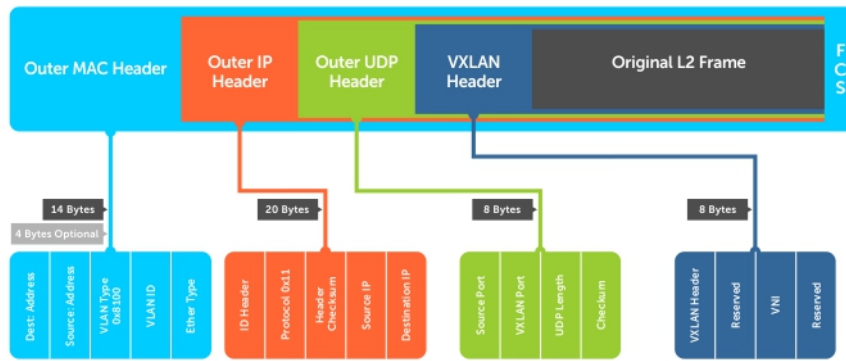 Outer MAC Header
Outer IP
Header
Outer UDP
Header
VXLAN
Header
Original L2 Frame
F
C
S
14 Bytes
4 Bytes Optional
20 Bytes
8 Bytes
8 Bytes
Dest: Address
Source: Address
VLAN Type
0x8100
VLAN ID
Ether Type
ID Header
Protocol 0x11
Header
Checksum
Source IP
Destination IP
Source Port
VXLAN Port
UDP Length
Checkum
VXLAN Header
Reserved
VNI
Reserved